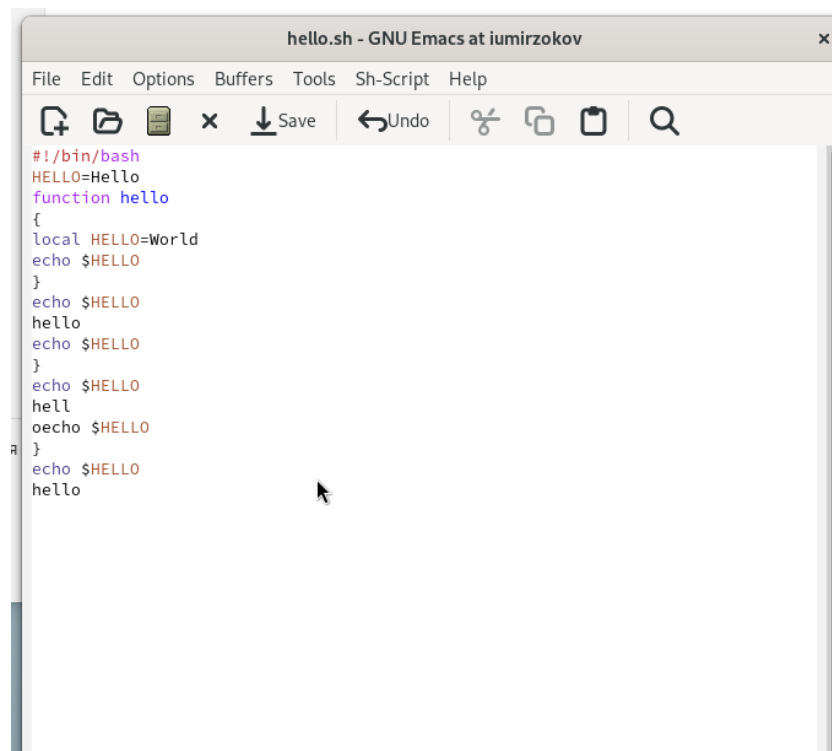 hello.sh - GNU Emacs at iumirzokov
File Edit Options Buffers Tools Sh-Script Help
Save Undo
#!/bin/bash
HELLO=Hello
function hello
{
local HELLO=World
echo $HELLO
}
echo $HELLO
hello
echo $HELLO
}
echo $HELLO
hell
oecho $HELLO
я }
echo $HELLO
hello